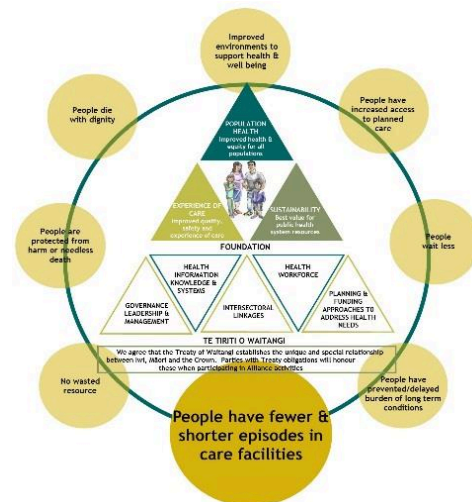 Improved
environments to
support health &
well being
People die
with dignity
People have
increased access
to planned
care
POPULATION
HEALTH
Improved health &
equity for all
populations
EXPERIENCE OF
CARE
Improved quality,
safety and
experience of care
SUSTAINABILITY
Best value for
public health
system resources
People are
protected from
harm or needless
death
People
wait less
FOUNDATION
HEALTH
INFORMATION
KNOWLEDGE &
SYSTEMS
HEALTH
WORKFORCE
GOVERNANCE
LEADERSHIP &
MANAGEMENT
INTERSECTORAL
LINKAGES
PLANNING &
FUNDING
APPROACHES TO
ADDRESS HEALTH
NEEDS
TE TIRITI O WAITANGI
We agree that the Treaty of Waitangi establishes the unique and special relationship
between Iwi, Māori and the Crown. Parties with Treaty obligations will honour
these when participating in Alliance activities
No wasted
resource
People have
prevented/delayed
burden of long term
conditions
People have fewer &
shorter episodes in
care facilities